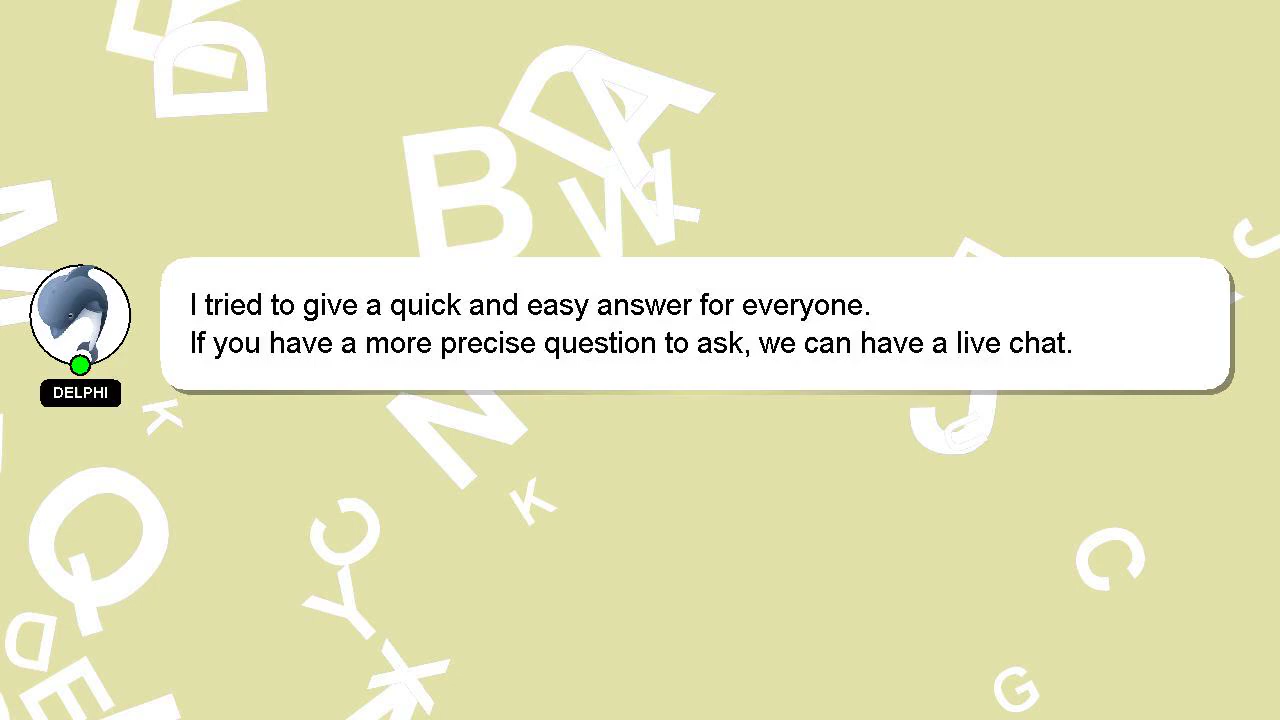 I tried to give a quick and easy answer for everyone.
If you have a more precise question to ask, we can have a live chat.
DELPHI